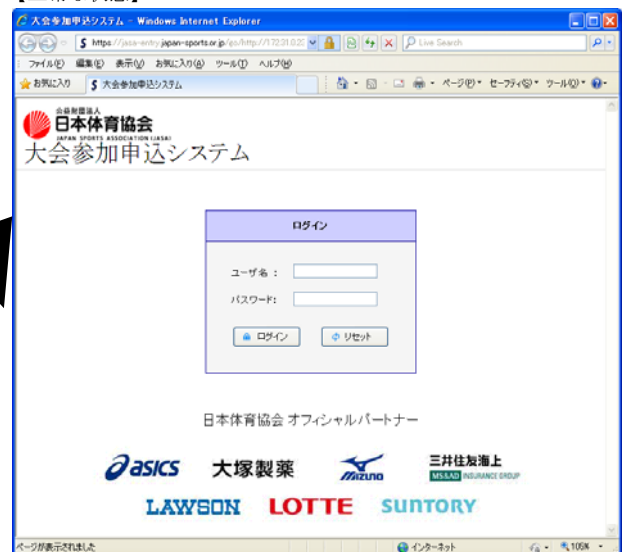 大会参加申込システム - Windows Internet Explorer
https://jasa-entry.japan-sports.or.jp/eo/http/172.31.0.23
Live Search
ファイル(F) 編集(E) 表示(V) お気に入り(A) ツール(T) ヘルプ(H)
お気に入り 大会参加申込システム ページ(P) セーフティ(S) ツール(O)
公益財団法人
日本体育協会
JAPAN SPORTS ASSOCIATION (JASA)
大会参加申込システム
ログイン
ユーザ名 :
パスワード:
ログイン リセット
日本体育協会 オフィシャルパートナー
asics 大塚製薬 MIZUNO 三井住友海上
MS&AD INSURANCE GROUP
LAWSON LOTTE SUNTORY
ページが表示されました インターネット 105%